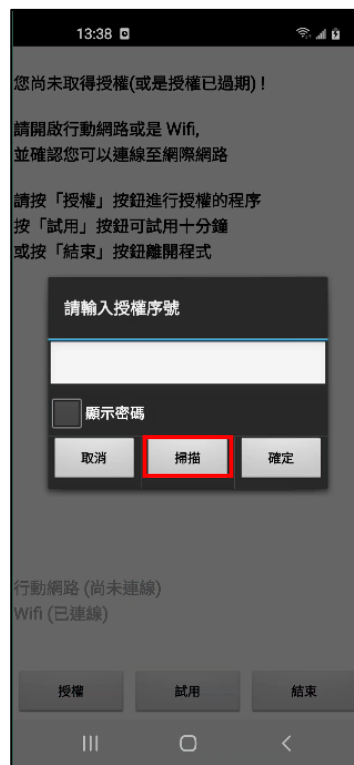 13:38
您尚未取得授權(或是授權已過期)!
請開啟行動網路或是 Wifi,
並確認您可以連線至網際網路
請按「授權」按鈕進行授權的程序
按「試用」按鈕可試用十分鐘
或按「結束」按鈕離開程式
請輸入授權序號
顯示密碼
取消 掃描 確定
行動網路 (尚未連線)
Wifi (已連線)
授權 試用 結束